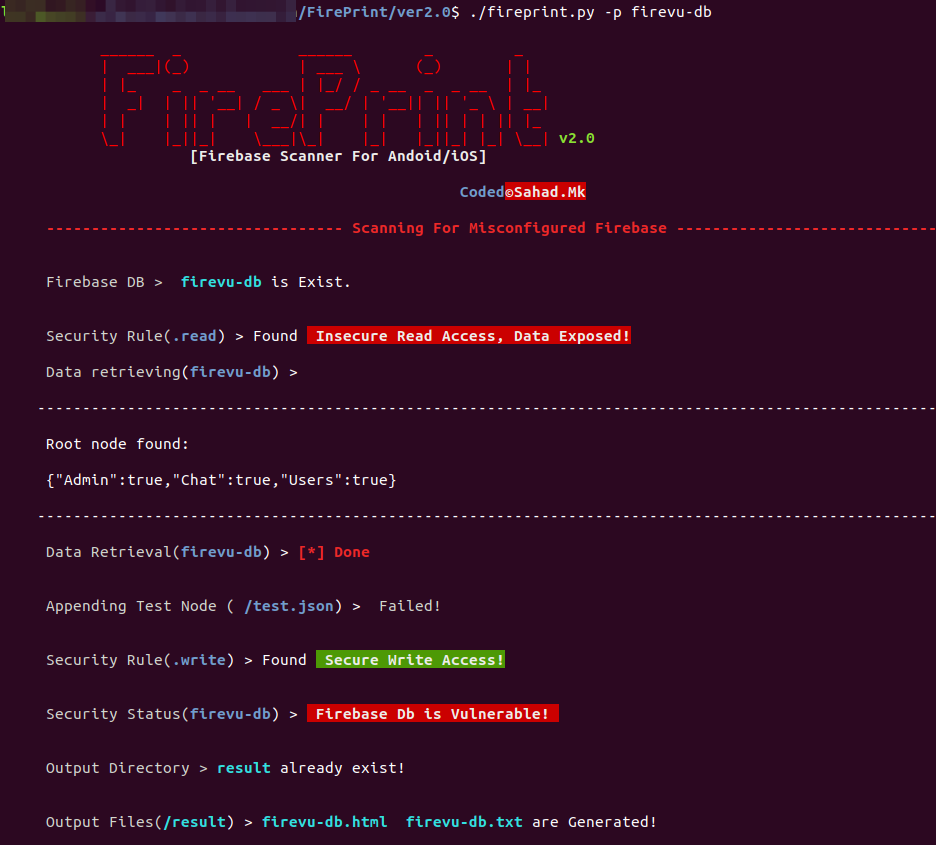 /FirePrint/ver2.0$ ./fireprint.py -p firevu-db
FirePrint v2.0
[Firebase Scanner For Andoid/iOS]
Coded©Sahad.Mk
--------------------------------- Scanning For Misconfigured Firebase -----------------------------
Firebase DB >  firevu-db is Exist.
Security Rule(.read) > Found  Insecure Read Access, Data Exposed!
Data retrieving(firevu-db) >
----------------------------------------------------------------------------------------------------
Root node found:
{"Admin":true,"Chat":true,"Users":true}
----------------------------------------------------------------------------------------------------
Data Retrieval(firevu-db) > [*] Done
Appending Test Node ( /test.json) >  Failed!
Security Rule(.write) > Found  Secure Write Access!
Security Status(firevu-db) >  Firebase Db is Vulnerable!
Output Directory > result already exist!
Output Files(/result) > firevu-db.html  firevu-db.txt are Generated!